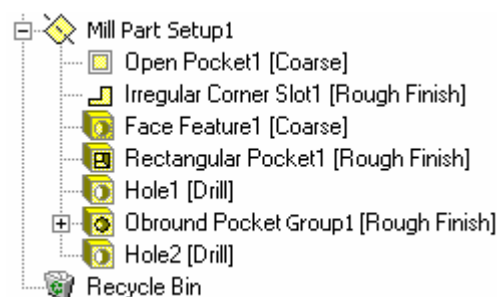 Mill Part Setup1
Open Pocket1 [Coarse]
Irregular Corner Slot1 [Rough Finish]
Face Feature1 [Coarse]
Rectangular Pocket1 [Rough Finish]
Hole1 [Drill]
Obround Pocket Group1 [Rough Finish]
Hole2 [Drill]
Recycle Bin